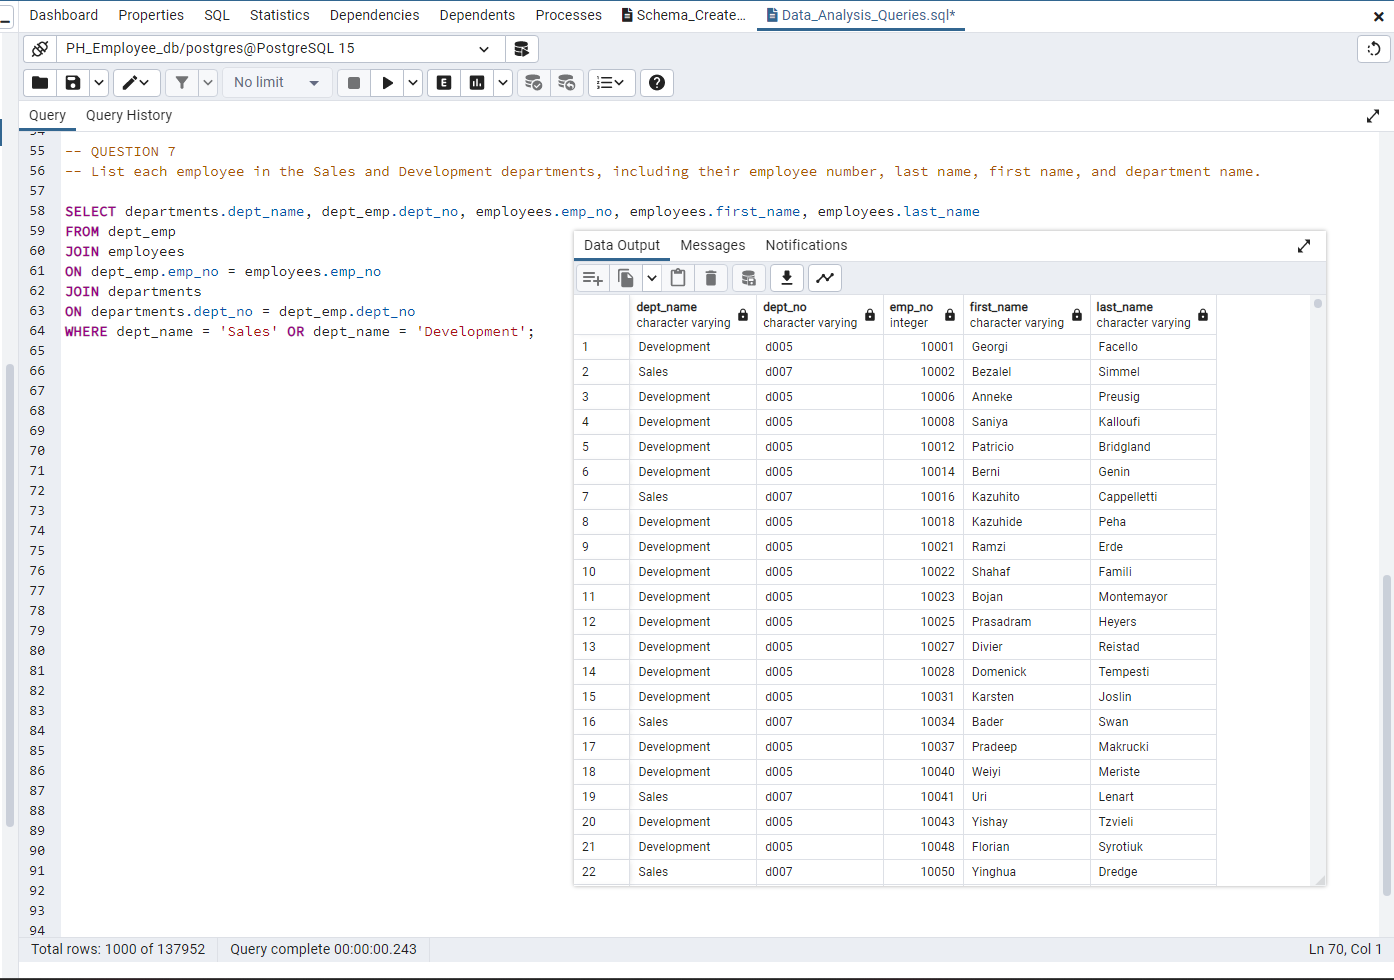 Dashboard Properties SQL Statistics Dependencies Dependents Processes Schema_Create... Data_Analysis_Queries.sql*
PH_Employee_db/postgres@PostgreSQL 15
No limit E
Query Query History
55 -- QUESTION 7
56 -- List each employee in the Sales and Development departments, including their employee number, last name, first name, and department name.
57
58 SELECT departments.dept_name, dept_emp.dept_no, employees.emp_no, employees.first_name, employees.last_name
59 FROM dept_emp
60 JOIN employees
61 ON dept_emp.emp_no = employees.emp_no
62 JOIN departments
63 ON departments.dept_no = dept_emp.dept_no
64 WHERE dept_name = 'Sales' OR dept_name = 'Development';
65
66
67
68
69
70
71
72
73
74
75
76
77
78
79
80
81
82
83
84
85
86
87
88
89
90
91
92
93
94
Data Output Messages Notifications
dept_name dept_no emp_no first_name last_name
character varying character varying integer character varying character varying
1 Development d005 10001 Georgi Facello
2 Sales d007 10002 Bezalel Simmel
3 Development d005 10006 Anneke Preusig
4 Development d005 10008 Saniya Kalloufi
5 Development d005 10012 Patricio Bridgland
6 Development d005 10014 Berni Genin
7 Sales d007 10016 Kazuhito Cappelletti
8 Development d005 10018 Kazuhide Peha
9 Development d005 10021 Ramzi Erde
10 Development d005 10022 Shahaf Famili
11 Development d005 10023 Bojan Montemayor
12 Development d005 10025 Prasadram Heyers
13 Development d005 10027 Divier Reistad
14 Development d005 10028 Domenick Tempesti
15 Development d005 10031 Karsten Joslin
16 Sales d007 10034 Bader Swan
17 Development d005 10037 Pradeep Makrucki
18 Development d005 10040 Weiyi Meriste
19 Sales d007 10041 Uri Lenart
20 Development d005 10043 Yishay Tzvieli
21 Development d005 10048 Florian Syrotiuk
22 Sales d007 10050 Yinghua Dredge
Total rows: 1000 of 137952 Query complete 00:00:00.243 Ln 70, Col 1